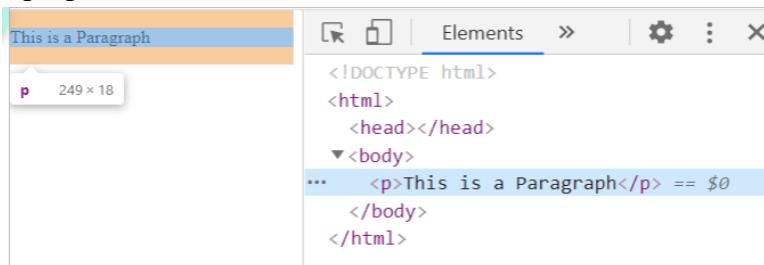 This is a Paragraph
p 249 × 18
Elements »
<!DOCTYPE html>
<html>
<head></head>
▼<body>
••• <p>This is a Paragraph</p> == $0
</body>
</html>